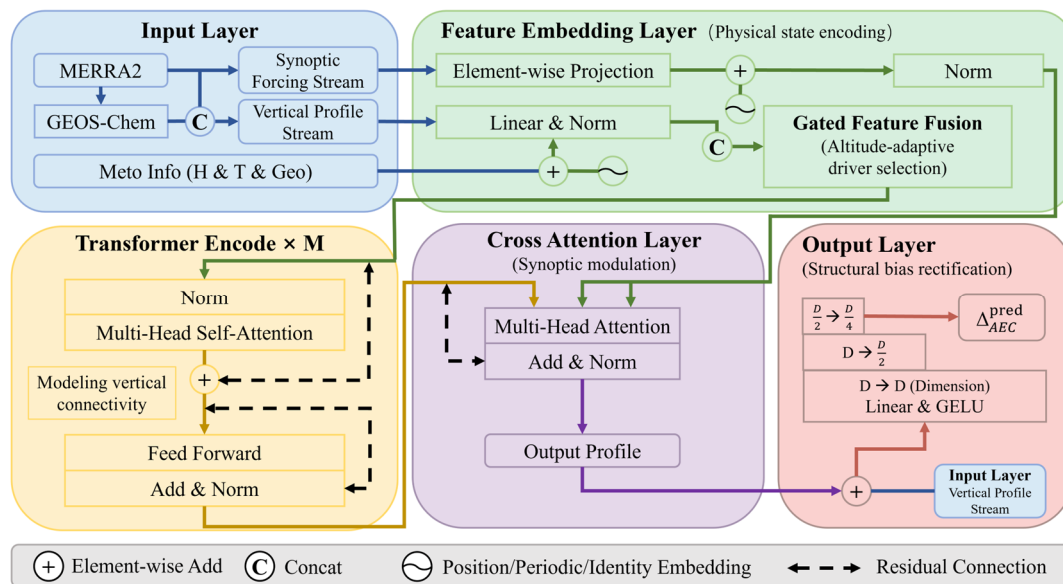 Input Layer
MERRA2
Synoptic
Forcing Stream
GEOS-Chem
C
Vertical Profile
Stream
Meto Info (H & T & Geo)
Feature Embedding Layer (Physical state encoding)
Element-wise Projection
+
Norm
Linear & Norm
C
+
Gated Feature Fusion
(Altitude-adaptive
driver selection)
Transformer Encode × M
Norm
Multi-Head Self-Attention
+
Modeling vertical
connectivity
Feed Forward
Add & Norm
Cross Attention Layer
(Synoptic modulation)
Multi-Head Attention
Add & Norm
Output Profile
Output Layer
(Structural bias rectification)
D/2 → D/4
Δ_AEC^pred
D → D/2
D → D (Dimension)
Linear & GELU
+
Input Layer
Vertical Profile
Stream
+ Element-wise Add
C Concat
Position/Periodic/Identity Embedding
Residual Connection